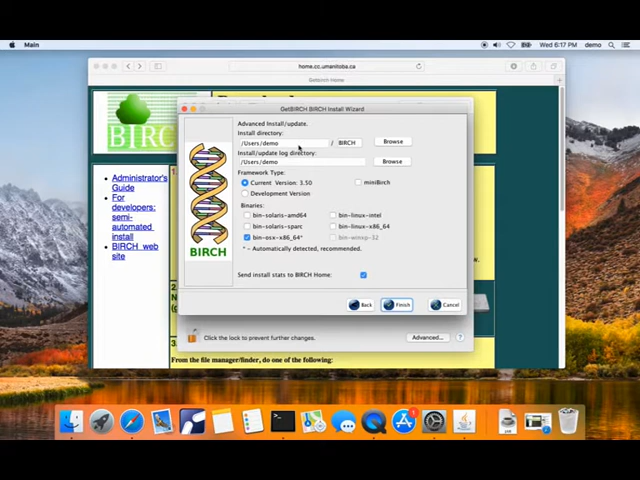 Main
Wed 6:17 PM demo
home.cc.umanitoba.ca
Getbirch Home
GetBIRCH BIRCH Install Wizard
BIRCH
Administrator's Guide
For developers: semi-automated install
BIRCH web site
1.
2.
N
(g
3.
BIRCH
Advanced Install/update.
Install directory:
/Users/demo / BIRCH Browse
Install/update log directory:
/Users/demo Browse
Framework Type:
Current Version: 3.50 miniBirch
Development Version
Binaries:
bin-solaris-amd64 bin-linux-intel
bin-solaris-sparc bin-linux-x86_64
bin-osx-x86_64* bin-winxp-32
* - Automatically detected, recommended.
Send install stats to BIRCH Home:
Back Finish Cancel
Click the lock to prevent further changes. Advanced... ?
From the file manager/finder, do one of the following: